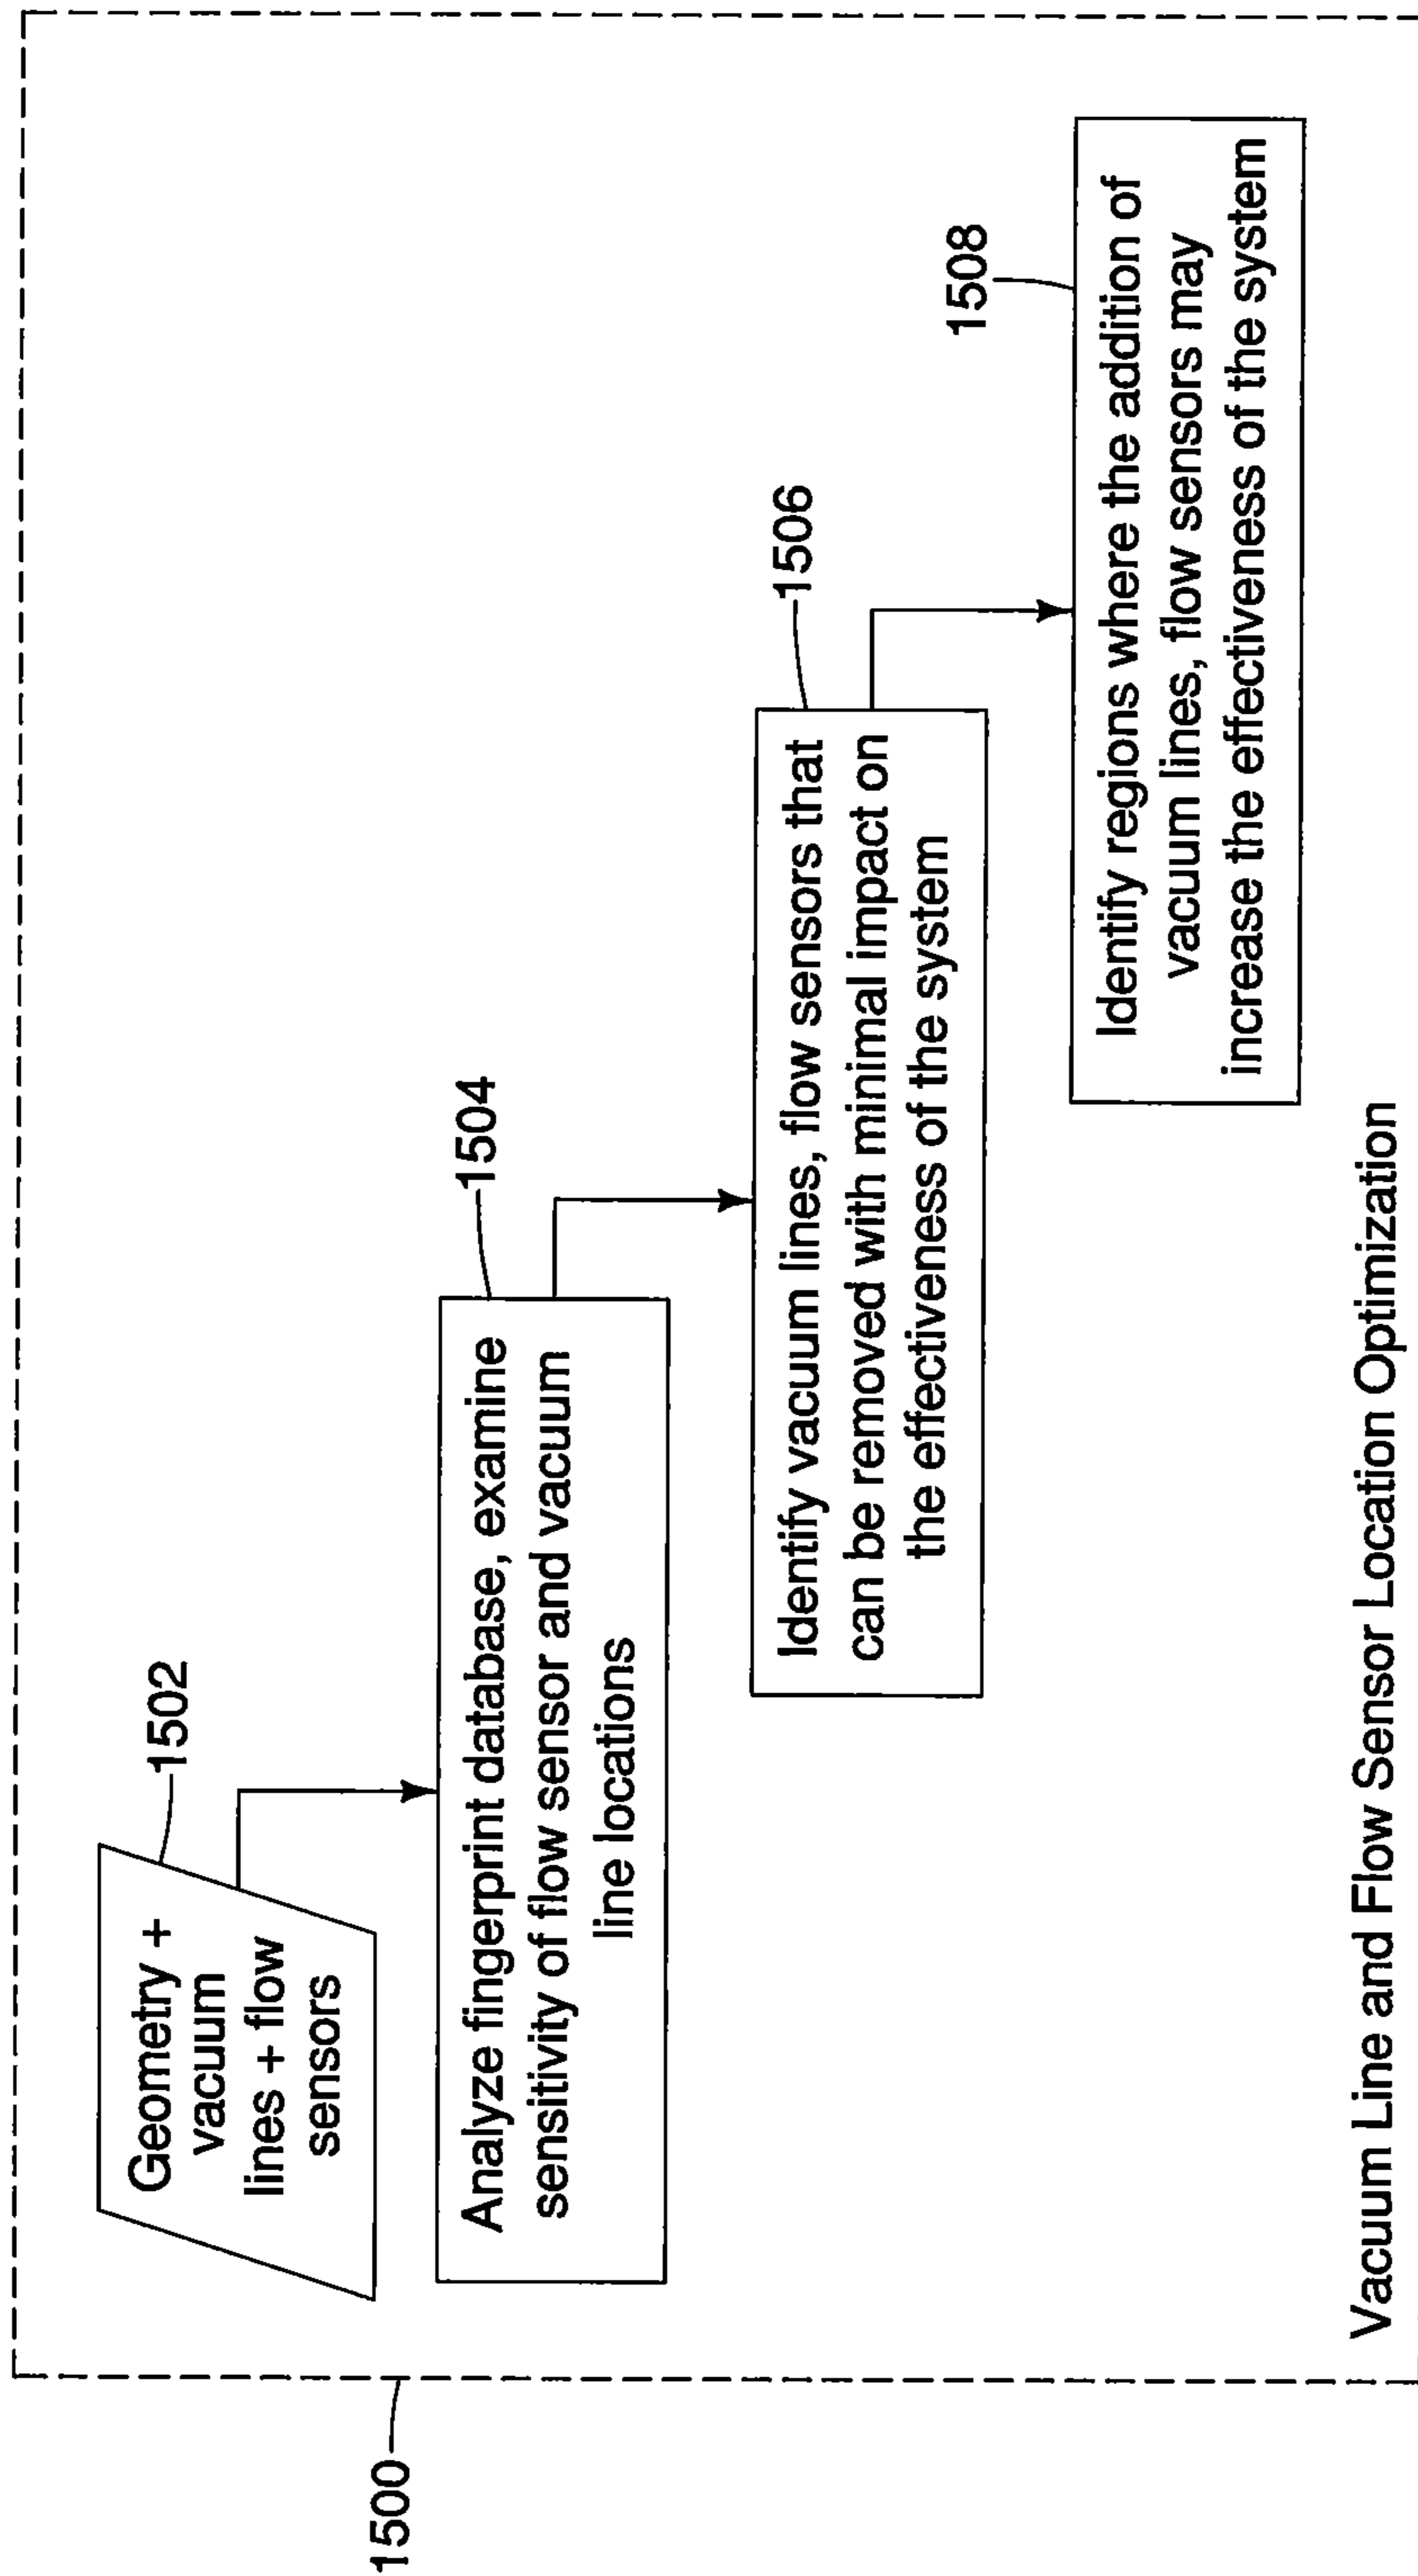 1500
1502
Geometry +
vacuum
lines + flow
sensors
1504
Analyze fingerprint database, examine
sensitivity of flow sensor and vacuum
line locations
1506
Identify vacuum lines, flow sensors that
can be removed with minimal impact on
the effectiveness of the system
1508
Identify regions where the addition of
vacuum lines, flow sensors may
increase the effectiveness of the system
Vacuum Line and Flow Sensor Location Optimization